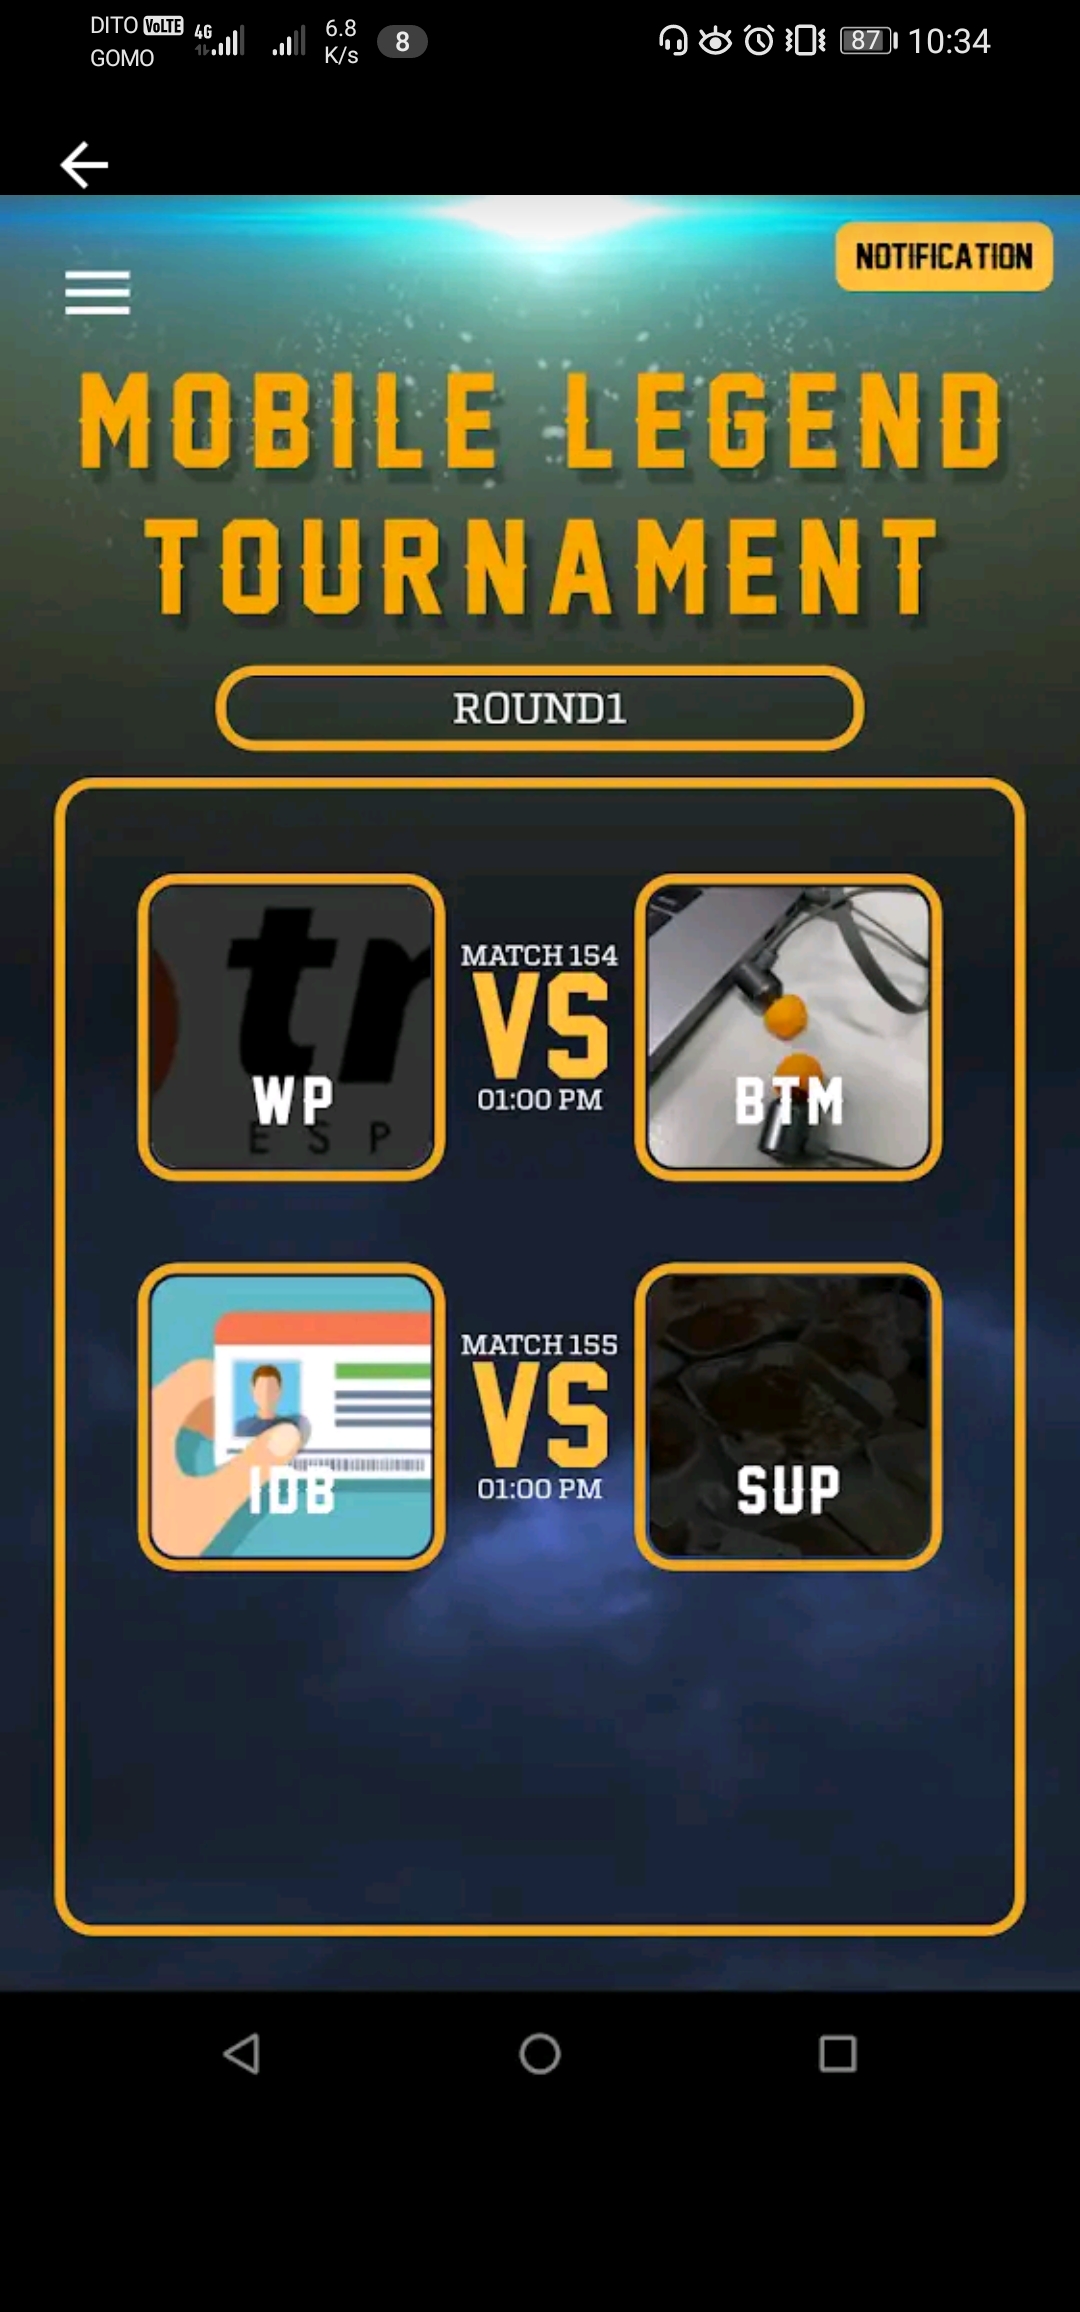 DITO VoLTE 4G 6.8 K/s 8 87 10:34
GOMO
NOTIFICATION
MOBILE LEGEND
TOURNAMENT
ROUND1
MATCH 154
VS
01:00 PM
tr
WP
ESP
BTM
MATCH 155
VS
01:00 PM
IDB
SUP